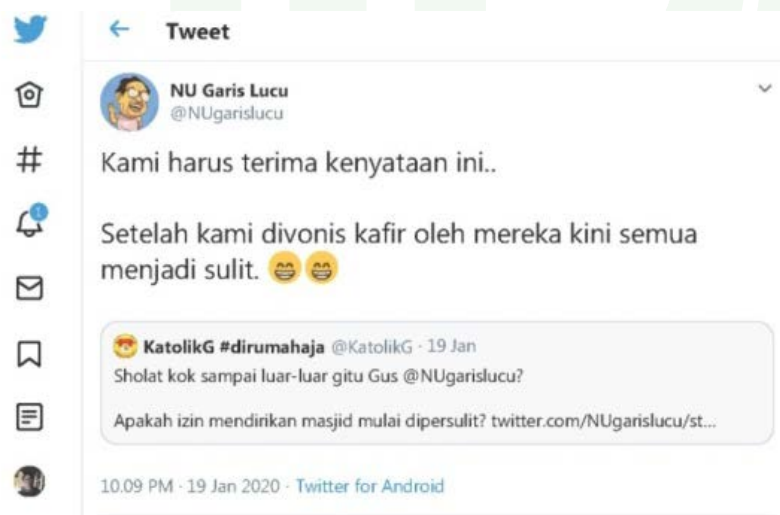 Tweet
NU Garis Lucu
@NUgarislucu
Kami harus terima kenyataan ini..
Setelah kami divonis kafir oleh mereka kini semua
menjadi sulit. 😁😁
KatolikG #dirumahaja @KatolikG · 19 Jan
Sholat kok sampai luar-luar gitu Gus @NUgarislucu?
Apakah izin mendirikan masjid mulai dipersulit? twitter.com/NUgarislucu/st...
10.09 PM · 19 Jan 2020 · Twitter for Android